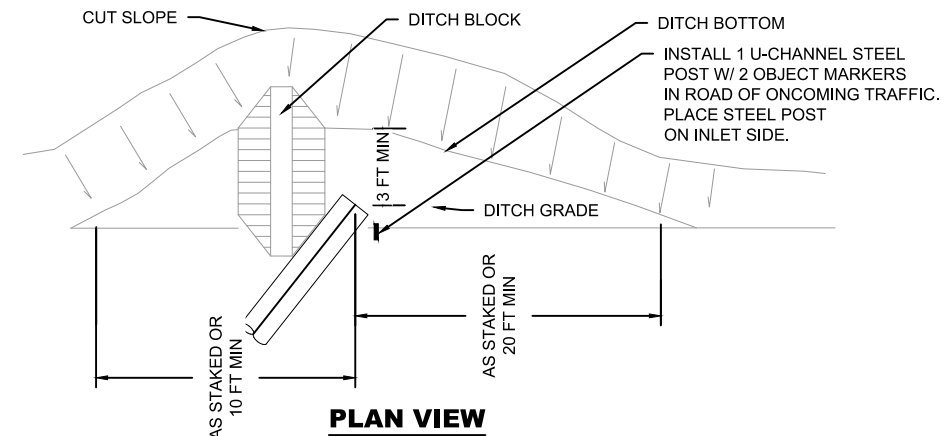 CUT SLOPE
DITCH BLOCK
DITCH BOTTOM
INSTALL 1 U-CHANNEL STEEL
POST W/ 2 OBJECT MARKERS
IN ROAD OF ONCOMING TRAFFIC.
PLACE STEEL POST
ON INLET SIDE.
3 FT MIN
DITCH GRADE
AS STAKED OR
10 FT MIN
AS STAKED OR
20 FT MIN
PLAN VIEW